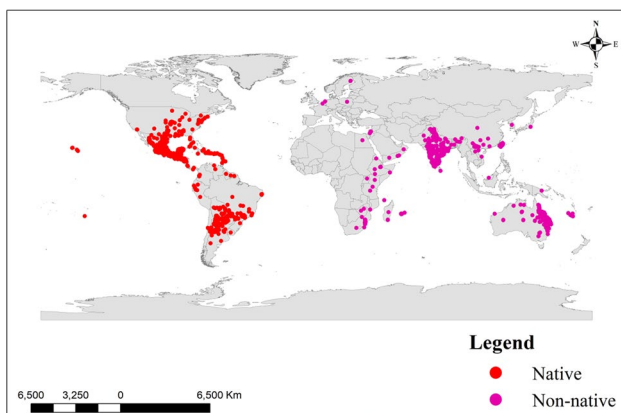 N
W E
S
Legend
Native
Non-native
6,500 3,250 0 6,500 Km